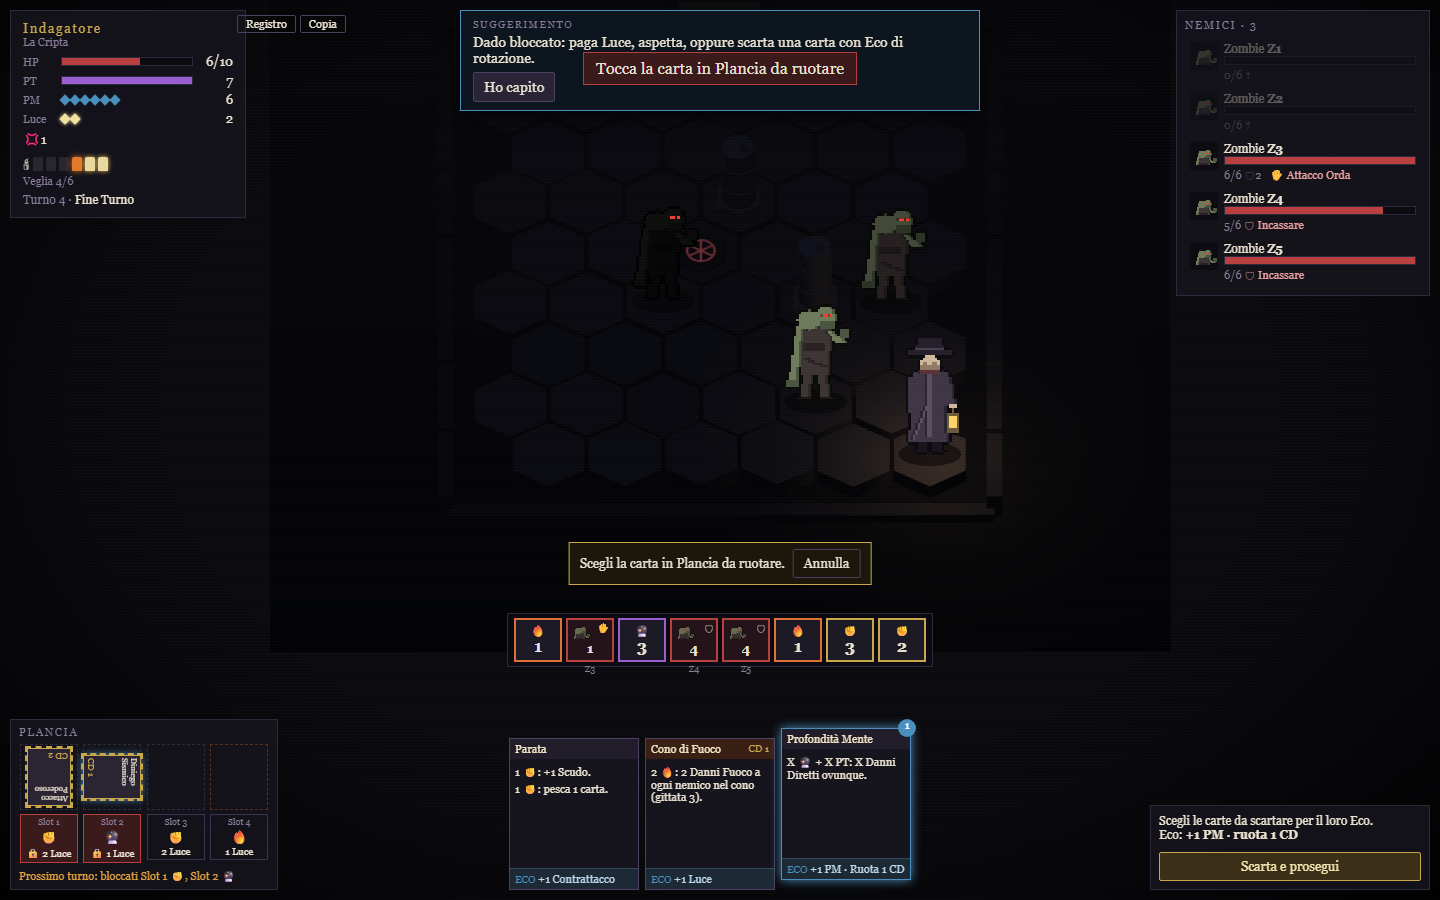 Indagatore
La Cripta
HP 6/10
PT 7
PM 6
Luce 2
1
Veglia 4/6
Turno 4 · Fine Turno
Registro
Copia
SUGGERIMENTO
Dado bloccato: paga Luce, aspetta, oppure scarta una carta con Eco di
rotazione.
Ho capito
Tocca la carta in Plancia da ruotare
NEMICI · 3
Zombie Z1
0/6 †
Zombie Z2
0/6 †
Zombie Z3
6/6 2 Attacco Orda
Zombie Z4
5/6 Incassare
Zombie Z5
6/6 Incassare
Scegli la carta in Plancia da ruotare.
Annulla
1 1 3 4 4 1 3 2
Z3 Z4 Z5
PLANCIA
CD 2
Attacco
Poderoso
CD 1
Diniego
Sismico
Slot 1
2 Luce
Slot 2
1 Luce
Slot 3
2 Luce
Slot 4
1 Luce
Prossimo turno: bloccati Slot 1 , Slot 2
Parata
1 : +1 Scudo.
1 : pesca 1 carta.
ECO +1 Contrattacco
Cono di Fuoco CD 1
2 : 2 Danni Fuoco a
ogni nemico nel cono
(gittata 3).
ECO +1 Luce
1
Profondità Mente
X + X PT: X Danni
Diretti ovunque.
ECO +1 PM · Ruota 1 CD
Scegli le carte da scartare per il loro Eco.
Eco: +1 PM · ruota 1 CD
Scarta e prosegui